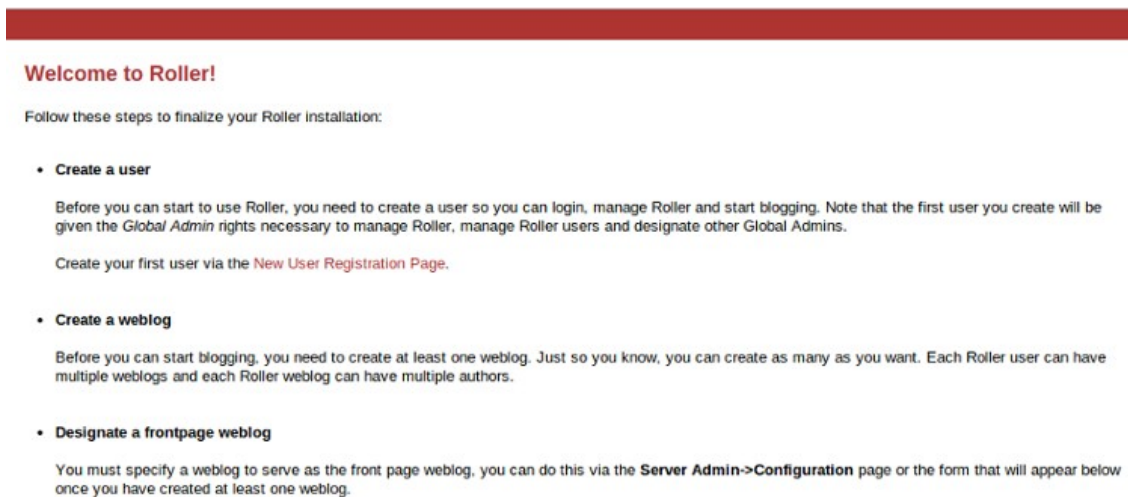 Welcome to Roller!
Follow these steps to finalize your Roller installation:
• Create a user
Before you can start to use Roller, you need to create a user so you can login, manage Roller and start blogging. Note that the first user you create will be
given the Global Admin rights necessary to manage Roller, manage Roller users and designate other Global Admins.
Create your first user via the New User Registration Page.
• Create a weblog
Before you can start blogging, you need to create at least one weblog. Just so you know, you can create as many as you want. Each Roller user can have
multiple weblogs and each Roller weblog can have multiple authors.
• Designate a frontpage weblog
You must specify a weblog to serve as the front page weblog, you can do this via the Server Admin->Configuration page or the form that will appear below
once you have created at least one weblog.